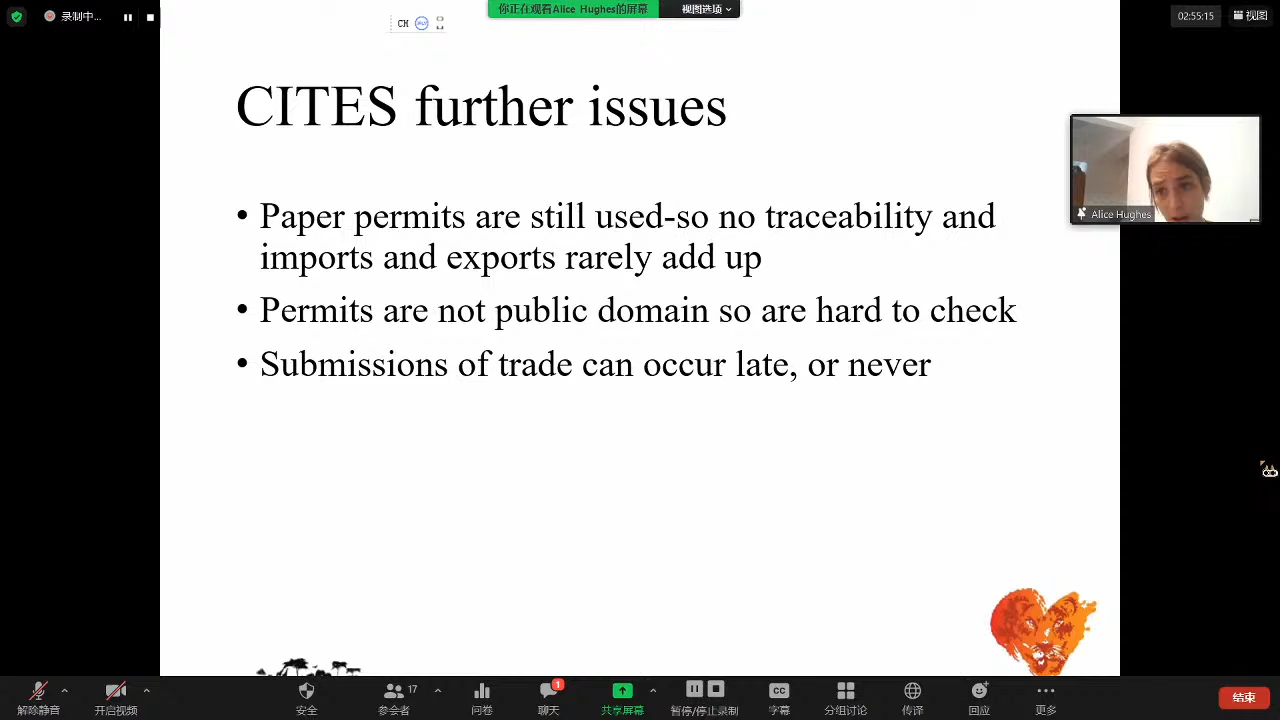 录制中...
CH
你正在观看Alice Hughes的屏幕
视图选项
02:55:15
视图
CITES further issues
• Paper permits are still used-so no traceability and
imports and exports rarely add up
• Permits are not public domain so are hard to check
• Submissions of trade can occur late, or never
Alice Hughes
17
1
CC
解除静音
开启视频
安全
参会者
问卷
聊天
共享屏幕
暂停/停止录制
字幕
分组讨论
传译
回应
更多
结束